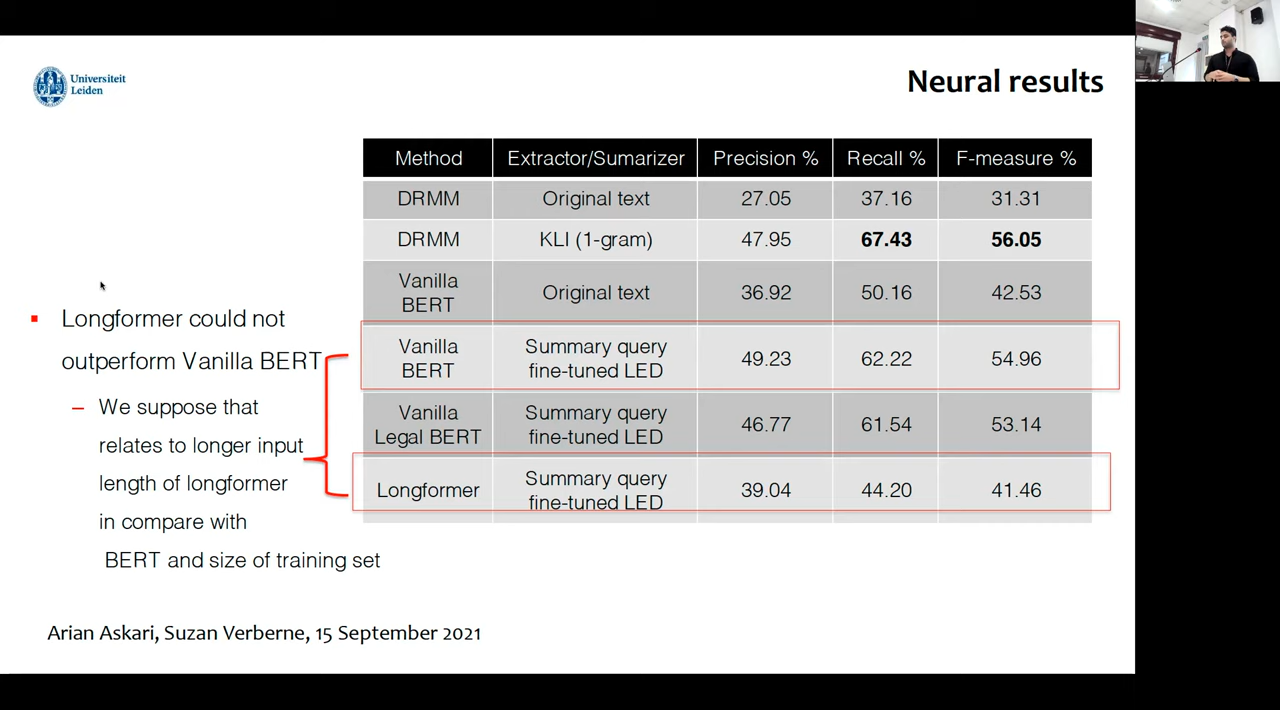 Universiteit
Leiden
Neural results
Method Extractor/Sumarizer Precision % Recall % F-measure %
DRMM Original text 27.05 37.16 31.31
DRMM KLI (1-gram) 47.95 67.43 56.05
Vanilla
BERT Original text 36.92 50.16 42.53
Vanilla
BERT Summary query
fine-tuned LED 49.23 62.22 54.96
Vanilla
Legal BERT Summary query
fine-tuned LED 46.77 61.54 53.14
Longformer Summary query
fine-tuned LED 39.04 44.20 41.46
Longformer could not
outperform Vanilla BERT
– We suppose that
relates to longer input
length of longformer
in compare with
BERT and size of training set
Arian Askari, Suzan Verberne, 15 September 2021